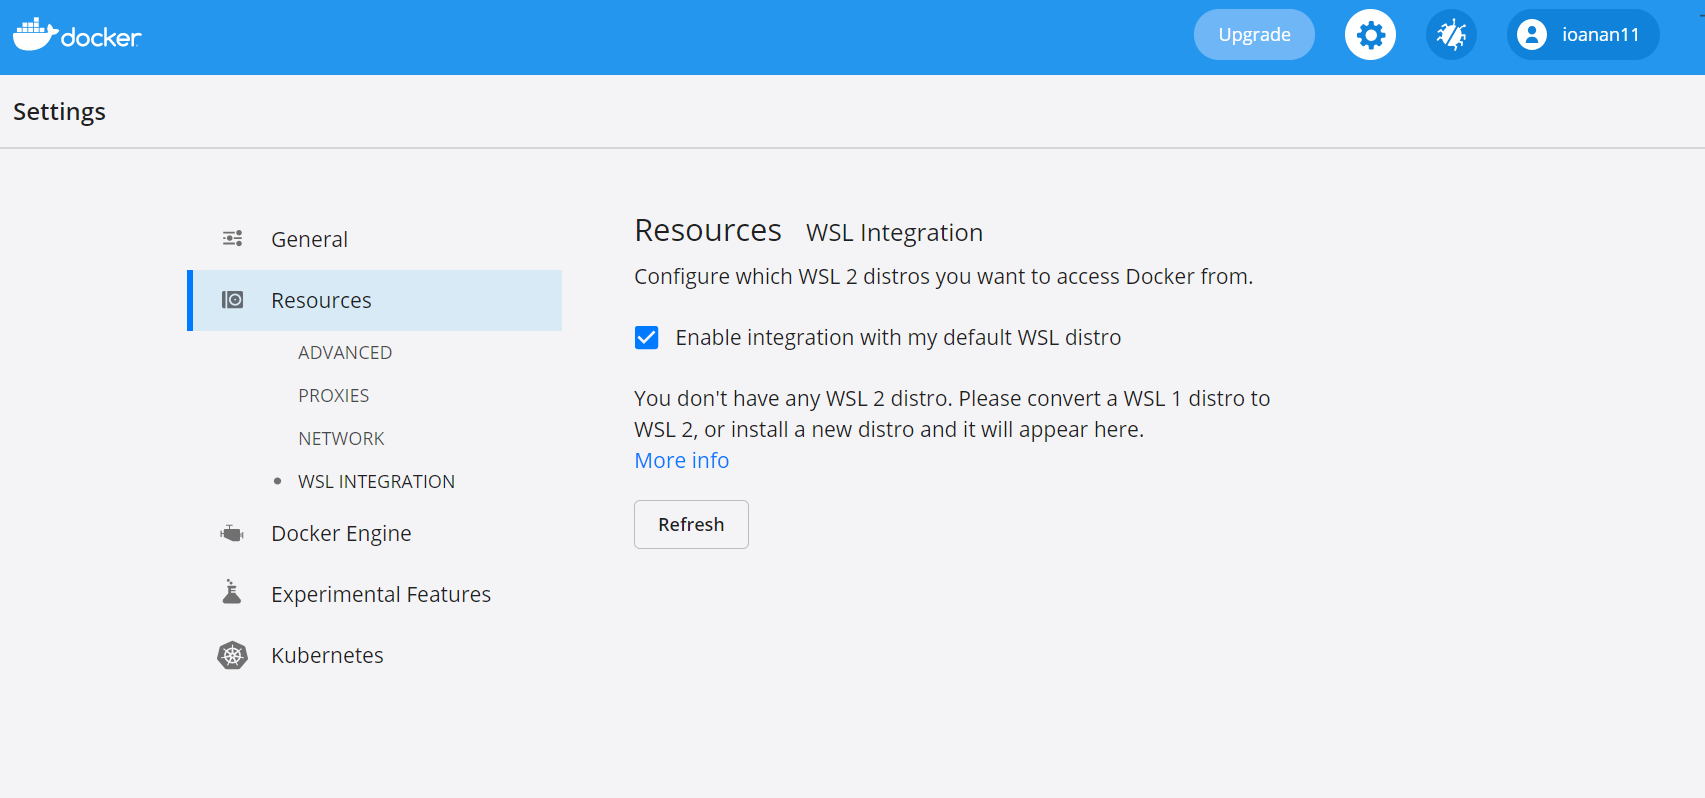 docker
Upgrade
ioanan11
Settings
General
Resources
ADVANCED
PROXIES
NETWORK
WSL INTEGRATION
Docker Engine
Experimental Features
Kubernetes
Resources WSL Integration
Configure which WSL 2 distros you want to access Docker from.
Enable integration with my default WSL distro
You don't have any WSL 2 distro. Please convert a WSL 1 distro to
WSL 2, or install a new distro and it will appear here.
More info
Refresh